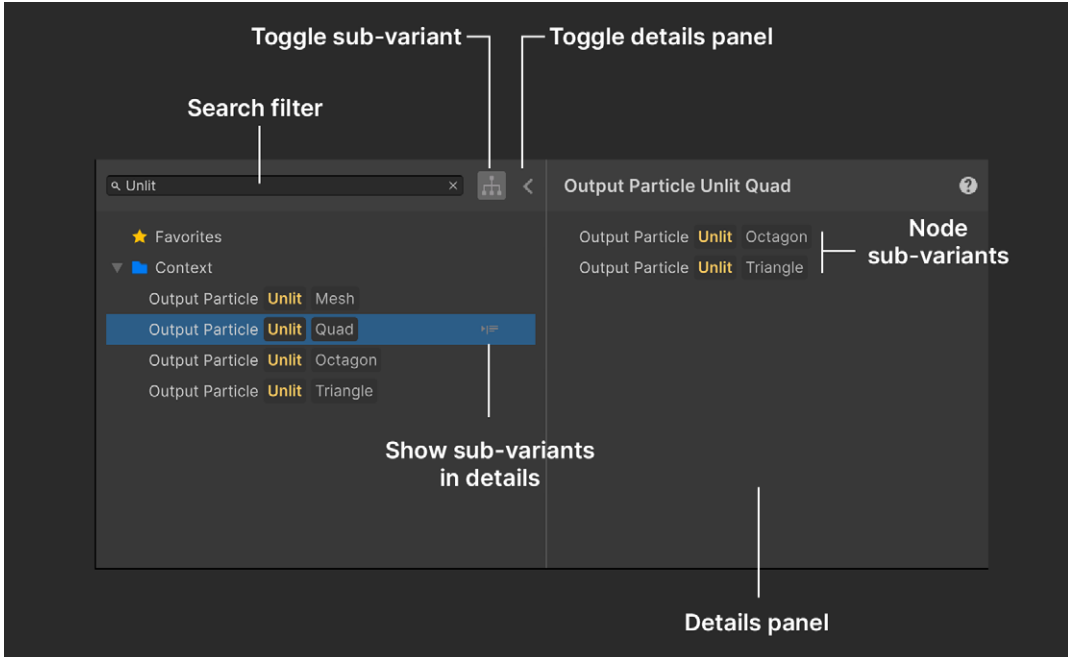 Toggle sub-variant
Toggle details panel
Search filter
Unlit
Output Particle Unlit Quad
Favorites
Context
Output Particle Unlit Mesh
Output Particle Unlit Quad
Output Particle Unlit Octagon
Output Particle Unlit Triangle
Output Particle Unlit Octagon
Output Particle Unlit Triangle
Node
sub-variants
Show sub-variants
in details
Details panel